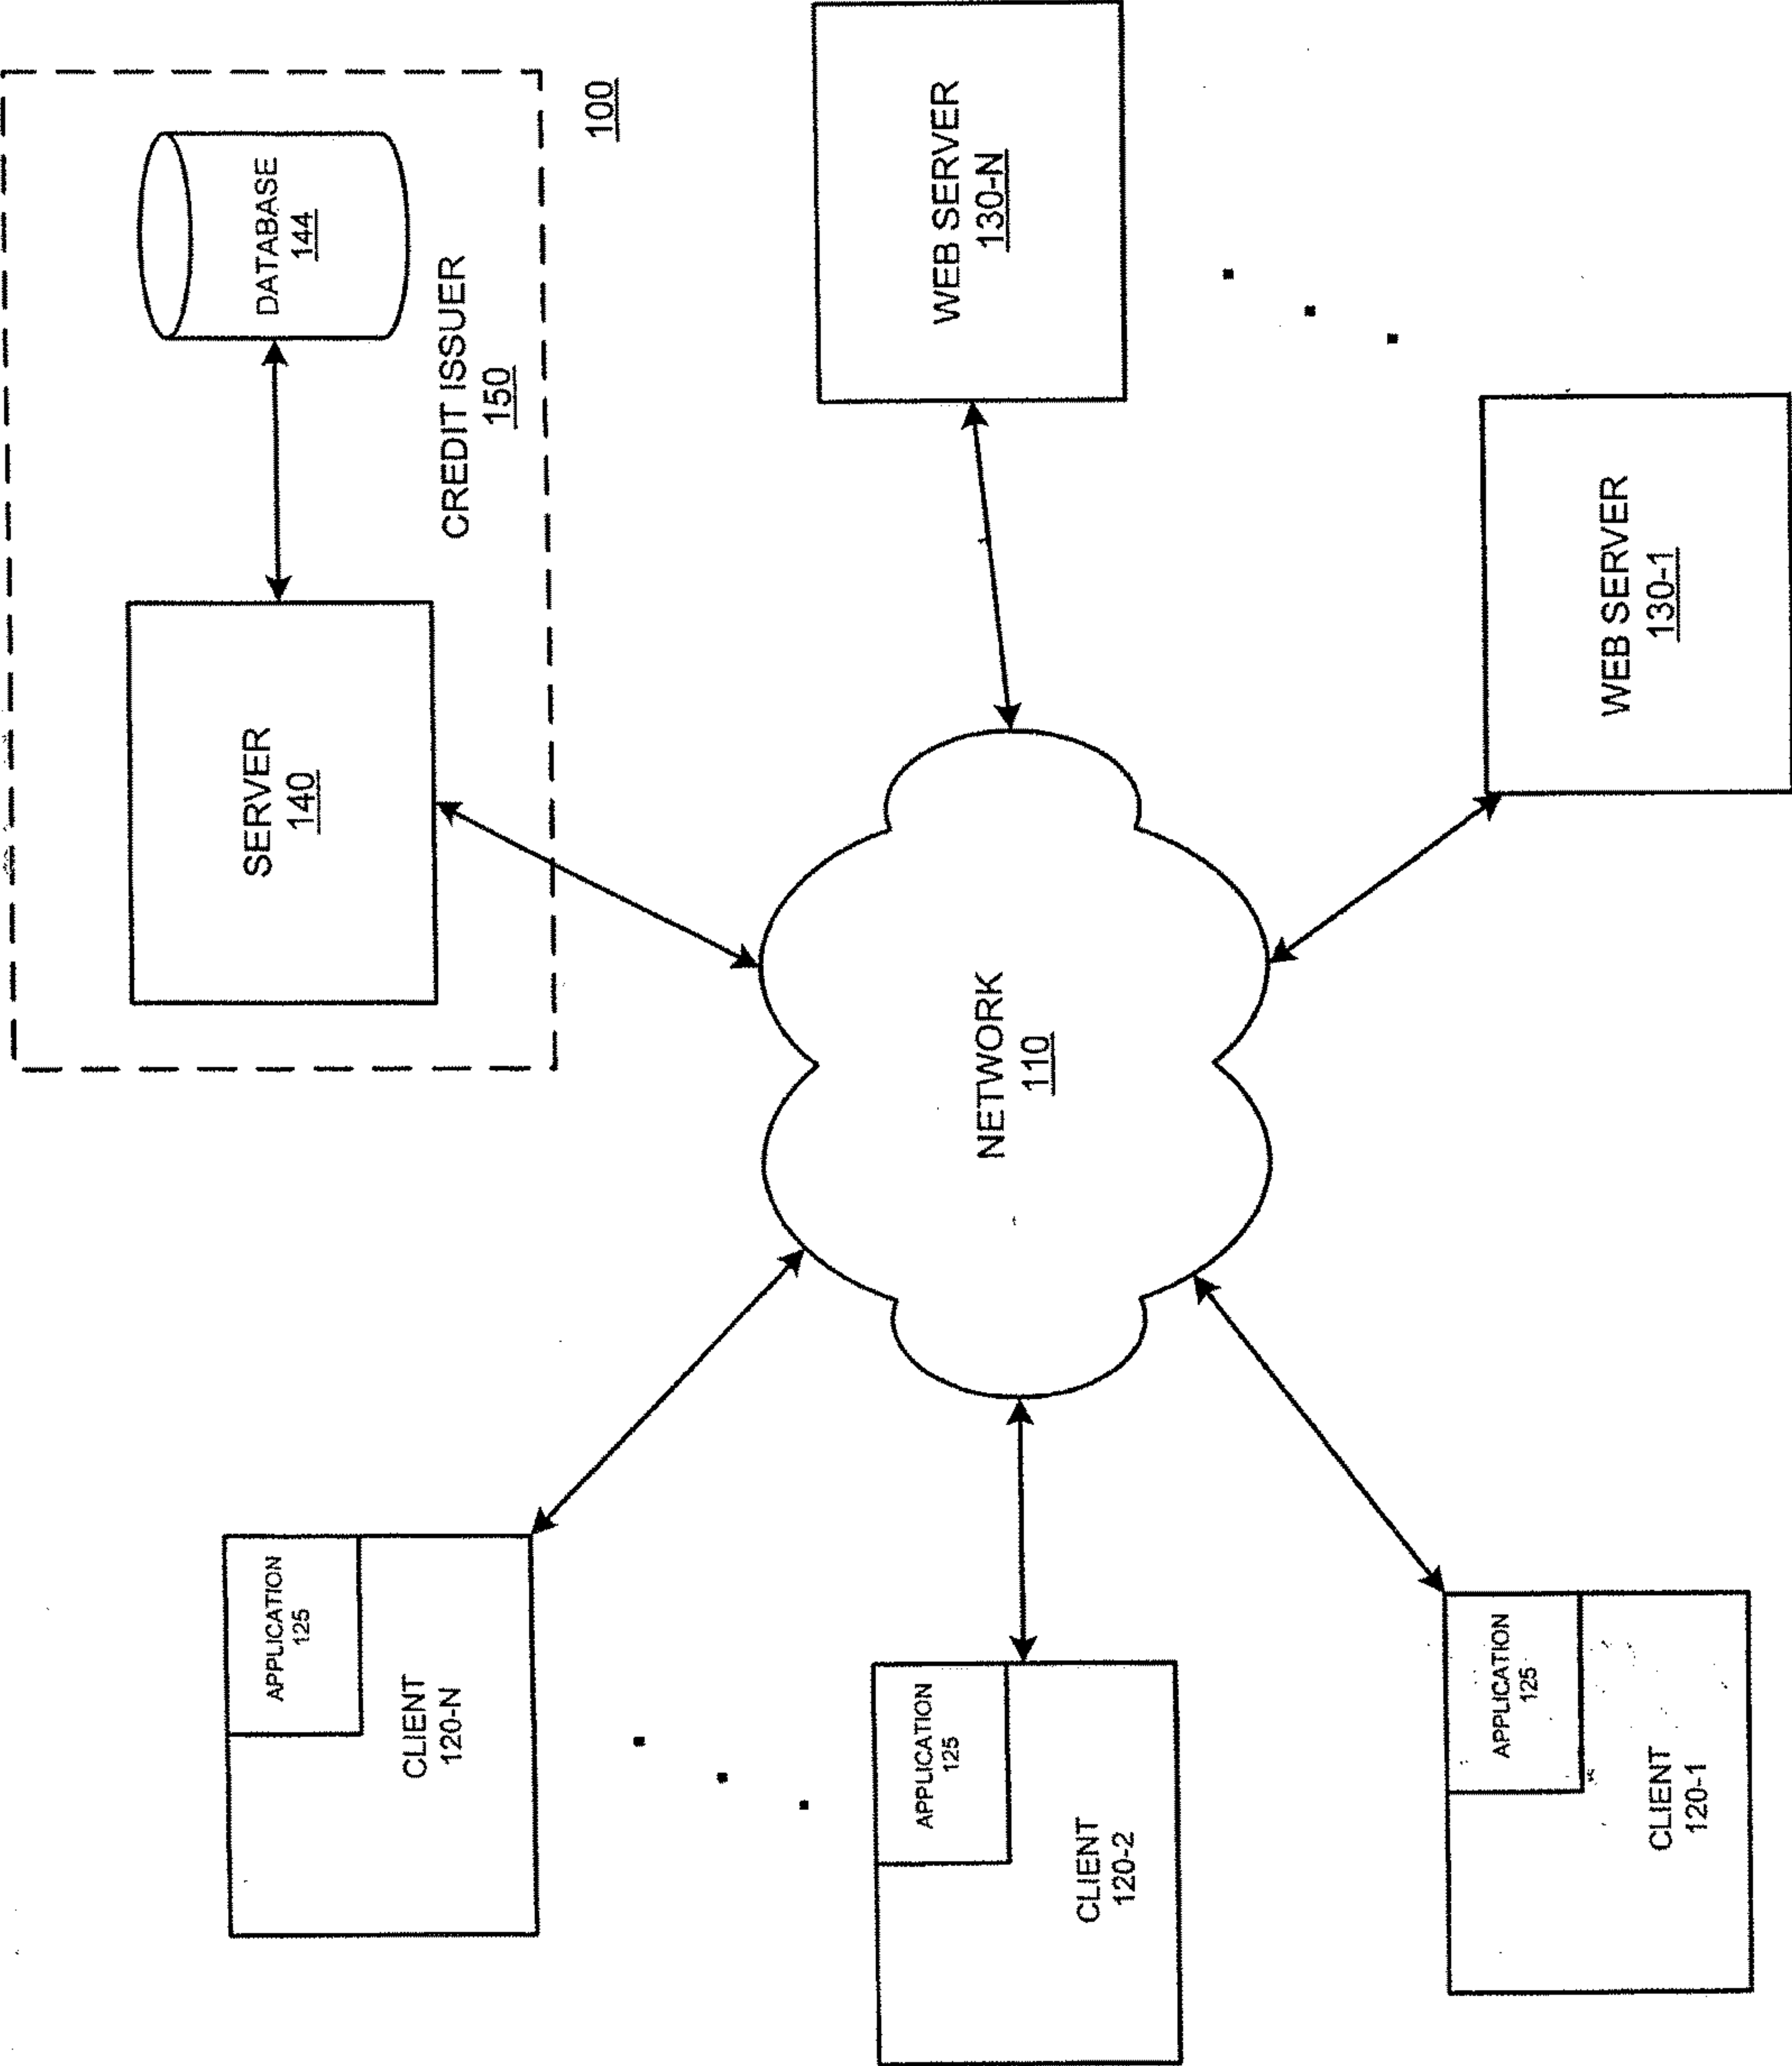 CLIENT
120-N
APPLICATION
125
SERVER
140
DATABASE
144
CREDIT ISSUER
150
100
CLIENT
120-2
APPLICATION
125
NETWORK
110
WEB SERVER
130-N
CLIENT
120-1
APPLICATION
125
WEB SERVER
130-1